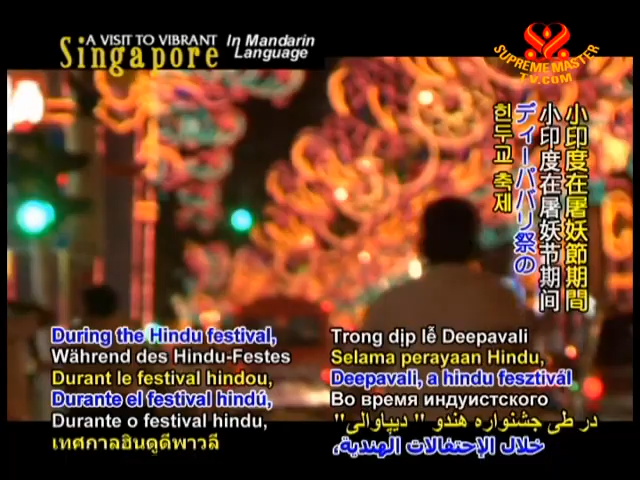 A VISIT TO VIBRANT
Singapore
In Mandarin
Language
SUPREME MASTER
TV.COM
小印度在屠妖節期間
小印度在屠妖节期间
ディーパバリ祭の
힌두교 축제
During the Hindu festival,
Während des Hindu-Festes
Durant le festival hindou,
Durante el festival hindú,
Durante o festival hindu,
เทศกาลฮินดูดีพาวลี
Trong dịp lễ Deepavali
Selama perayaan Hindu,
Deepavali, a hindu fesztivál
Во время индуистского
در طی جشنواره هندو " دیپاوالی"
خلال الإحتفالات الهندية،